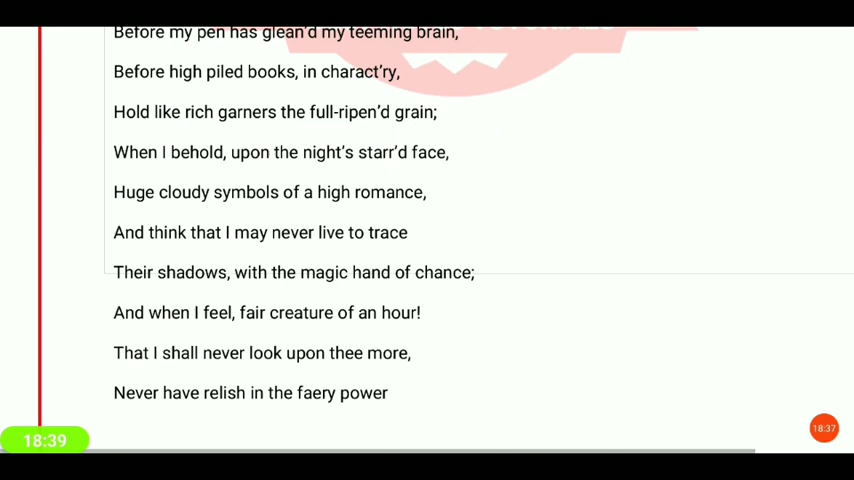 Before my pen has glean'd my teeming brain,
Before high piled books, in charact'ry,
Hold like rich garners the full-ripen'd grain;
When I behold, upon the night's starr'd face,
Huge cloudy symbols of a high romance,
And think that I may never live to trace
Their shadows, with the magic hand of chance;
And when I feel, fair creature of an hour!
That I shall never look upon thee more,
Never have relish in the faery power
18:39
18:37